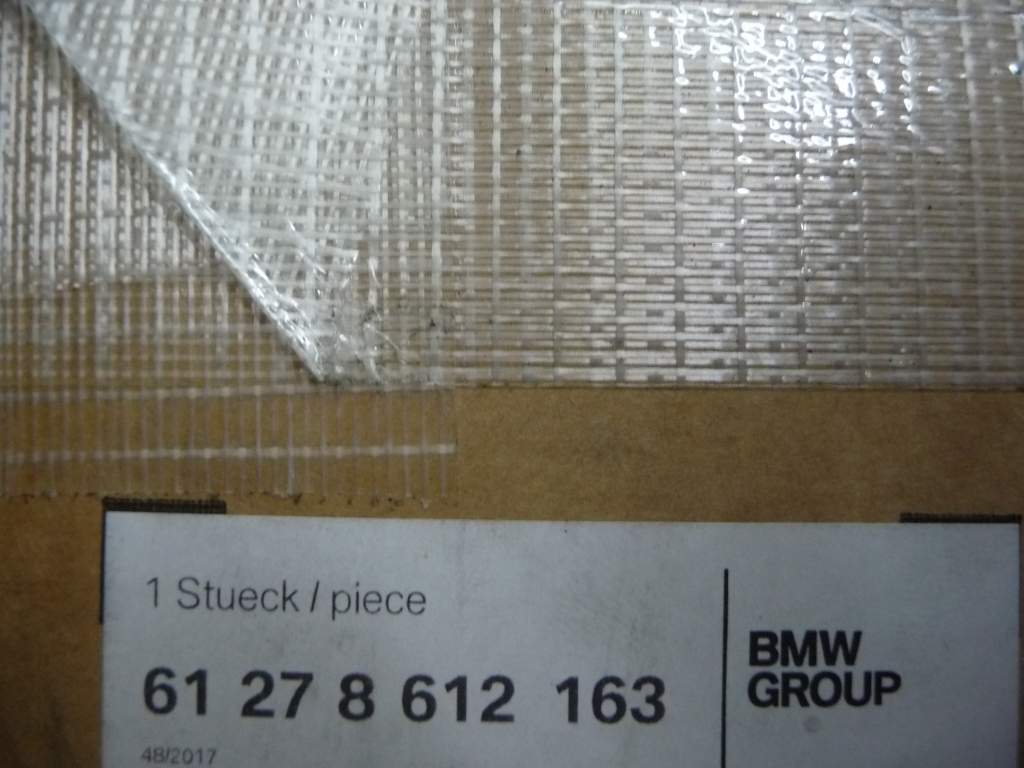 1 Stueck / piece
61 27 8 612 163
48/2017
BMW
GROUP